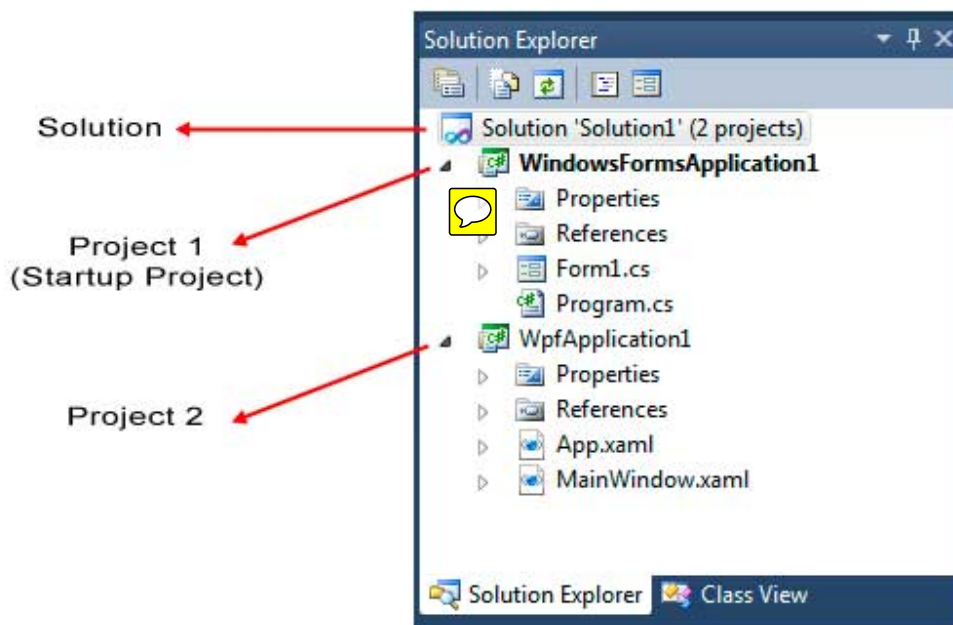 Solution Explorer
Solution
Solution 'Solution1' (2 projects)
WindowsFormsApplication1
Properties
References
Project 1
(Startup Project)
Form1.cs
Program.cs
WpfApplication1
Properties
Project 2
References
App.xaml
MainWindow.xaml
Solution Explorer
Class View